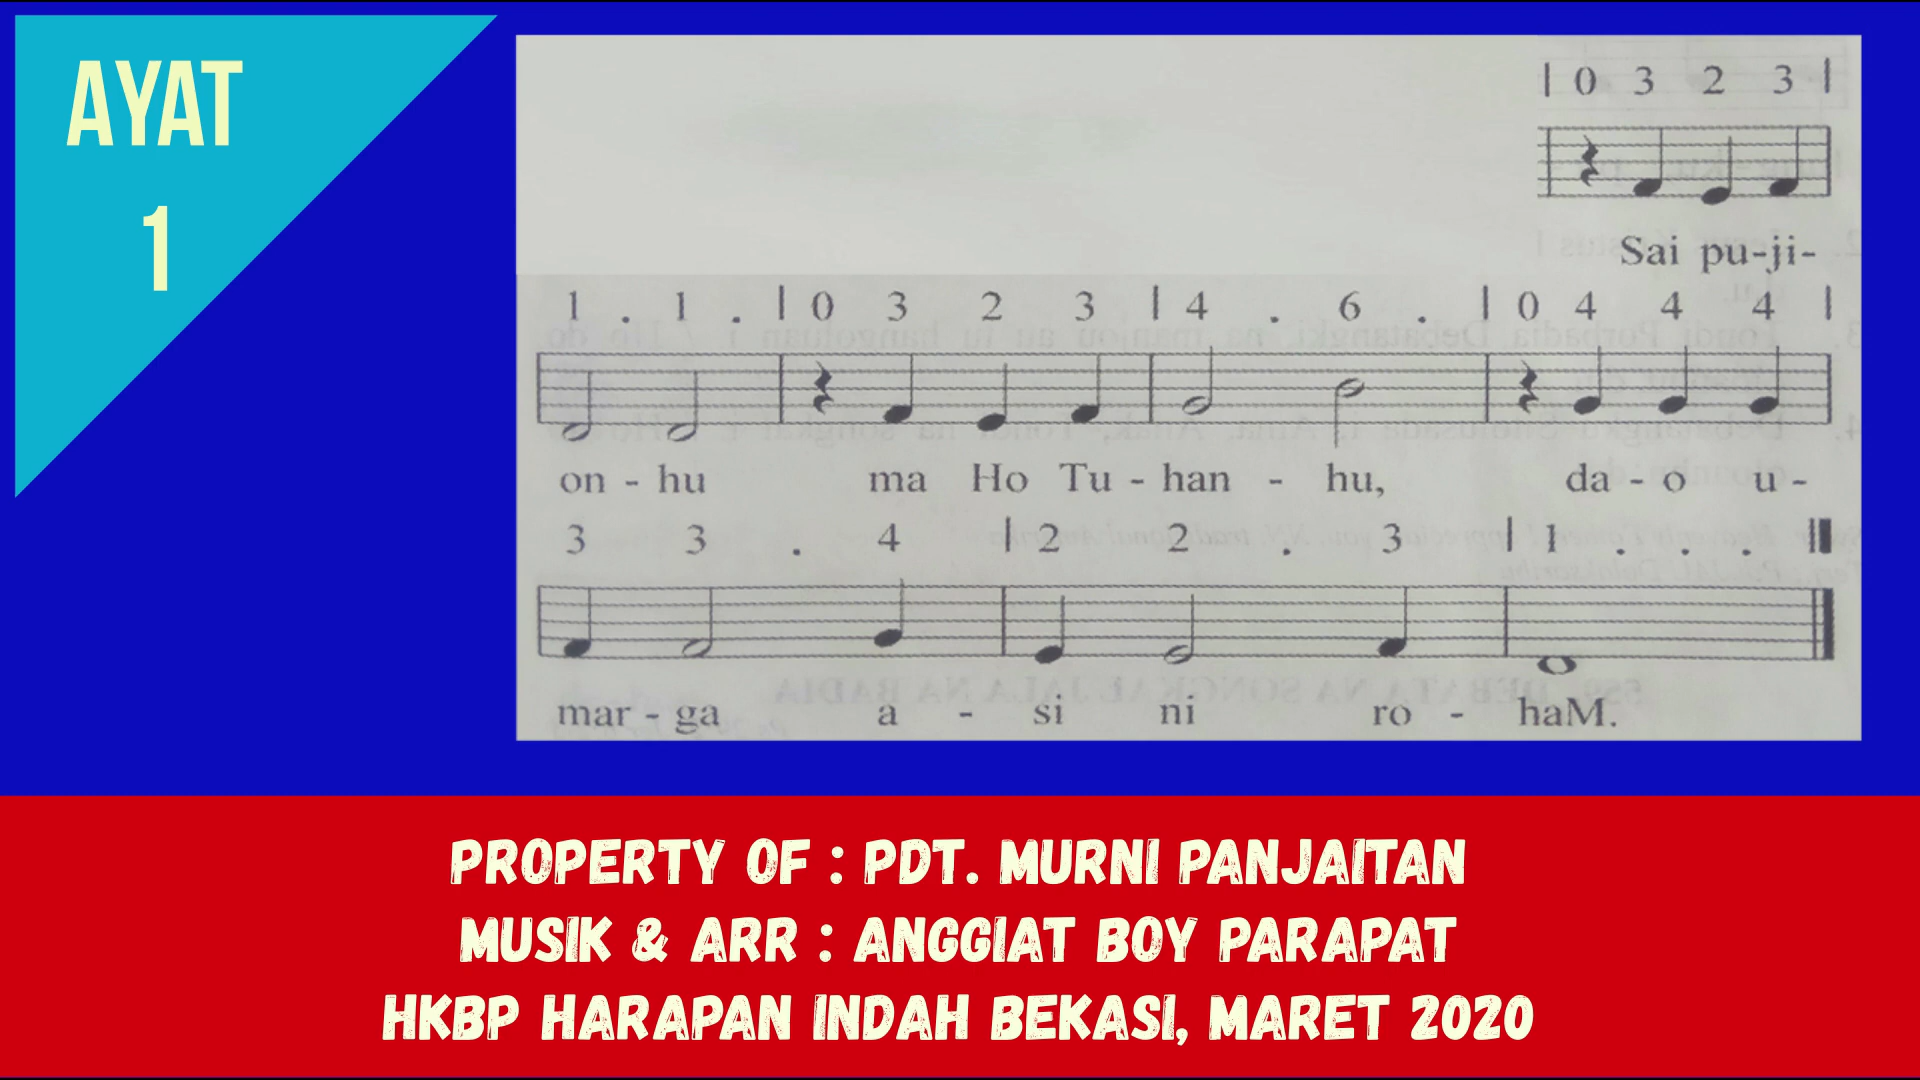 AYAT
1
| 0 3 2 3 |
Sai pu-ji-
1 . 1 . | 0 3 2 3 | 4 . 6 . | 0 4 4 4 |
on - hu ma Ho Tu - han - hu, da - o u -
3 3 . 4 | 2 2 . 3 | 1 . . . ||
mar - ga a - si ni ro - haM.
PROPERTY OF : PDT. MURNI PANJAITAN
MUSIK & ARR : ANGGIAT BOY PARAPAT
HKBP HARAPAN INDAH BEKASI, MARET 2020